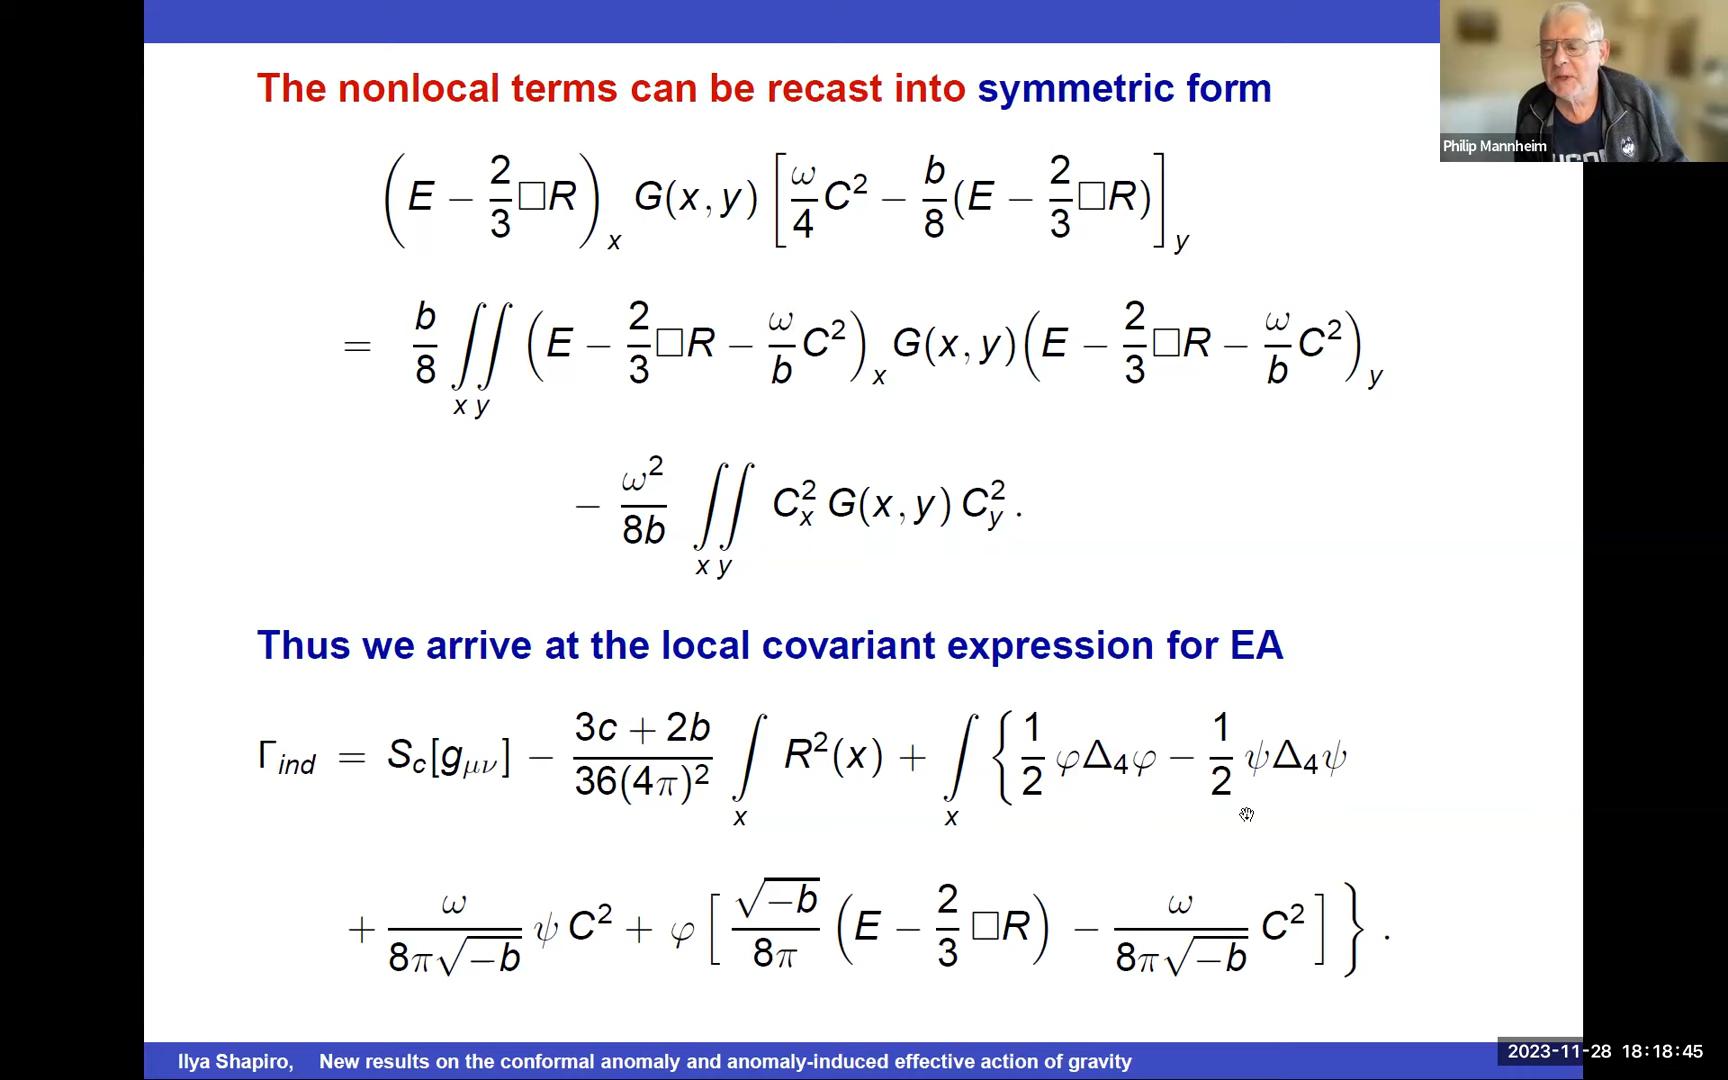 The nonlocal terms can be recast into symmetric form
(E − 2/3 □R)_x G(x, y) [ω/4 C² − b/8 (E − 2/3 □R)]_y
= b/8 ∬_{x y} (E − 2/3 □R − ω/b C²)_x G(x, y)(E − 2/3 □R − ω/b C²)_y
− ω²/8b ∬_{x y} C²_x G(x, y) C²_y .
Thus we arrive at the local covariant expression for EA
Γ_ind = S_c[g_μν] − (3c + 2b)/(36(4π)²) ∫_x R²(x) + ∫_x { 1/2 φΔ₄φ − 1/2 ψΔ₄ψ
+ ω/(8π√−b) ψ C² + φ [ √−b/8π (E − 2/3 □R) − ω/(8π√−b) C² ] } .
Ilya Shapiro, New results on the conformal anomaly and anomaly-induced effective action of gravity
Philip Mannheim
2023-11-28 18:18:45